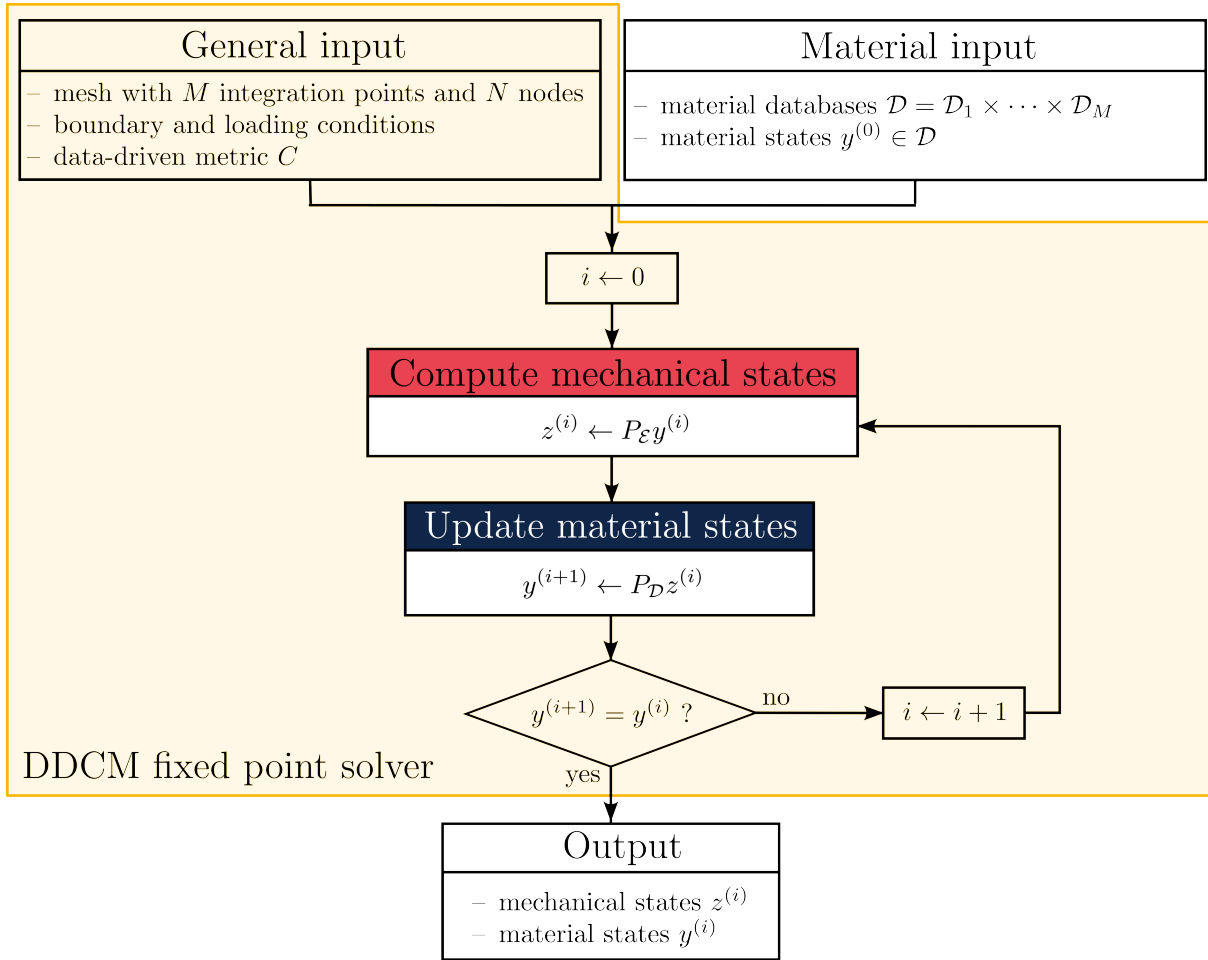 General input
– mesh with M integration points and N nodes
– boundary and loading conditions
– data-driven metric C
Material input
– material databases 𝒟 = 𝒟₁ × ⋯ × 𝒟_M
– material states y^(0) ∈ 𝒟
i ← 0
Compute mechanical states
z^(i) ← P_ℰ y^(i)
Update material states
y^(i+1) ← P_𝒟 z^(i)
y^(i+1) = y^(i) ?
no
i ← i + 1
yes
DDCM fixed point solver
Output
– mechanical states z^(i)
– material states y^(i)